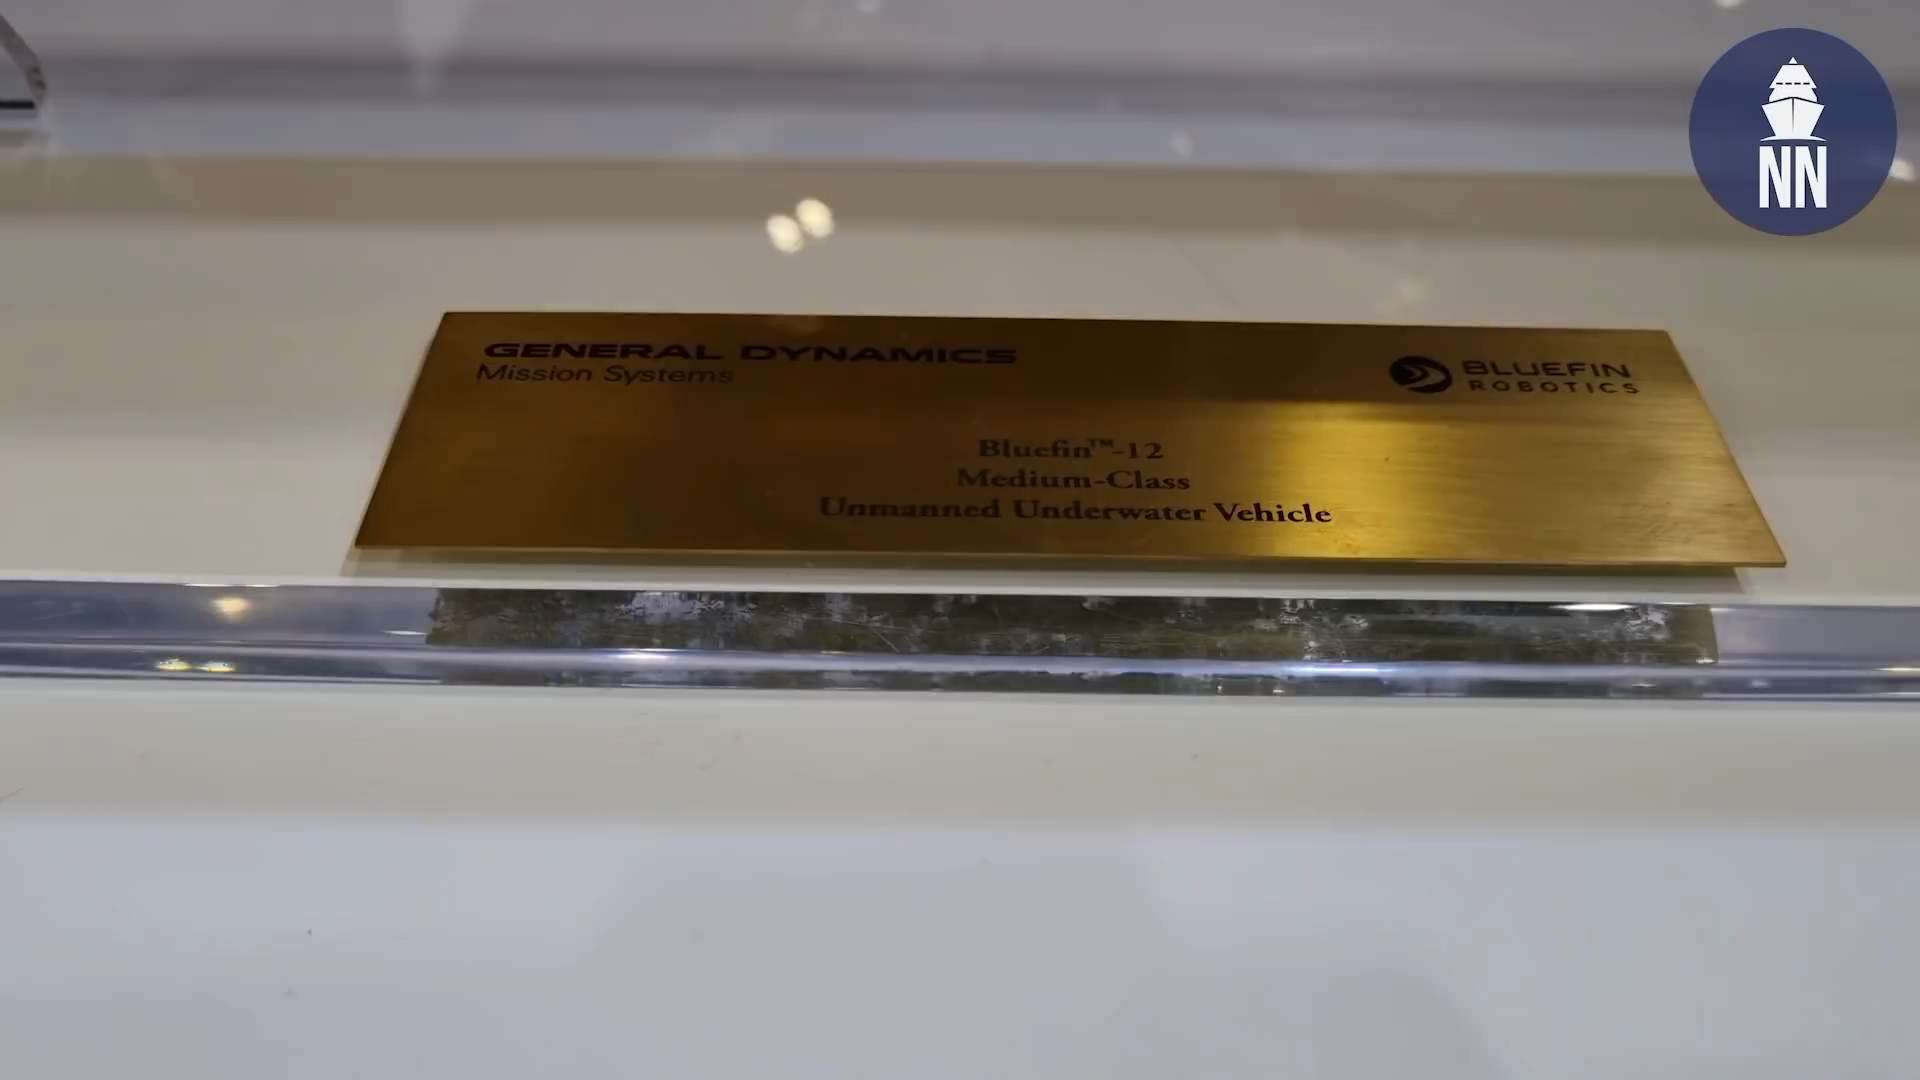 GENERAL DYNAMICS
Mission Systems
BLUEFIN
ROBOTICS
Bluefin™-12
Medium-Class
Unmanned Underwater Vehicle
NN